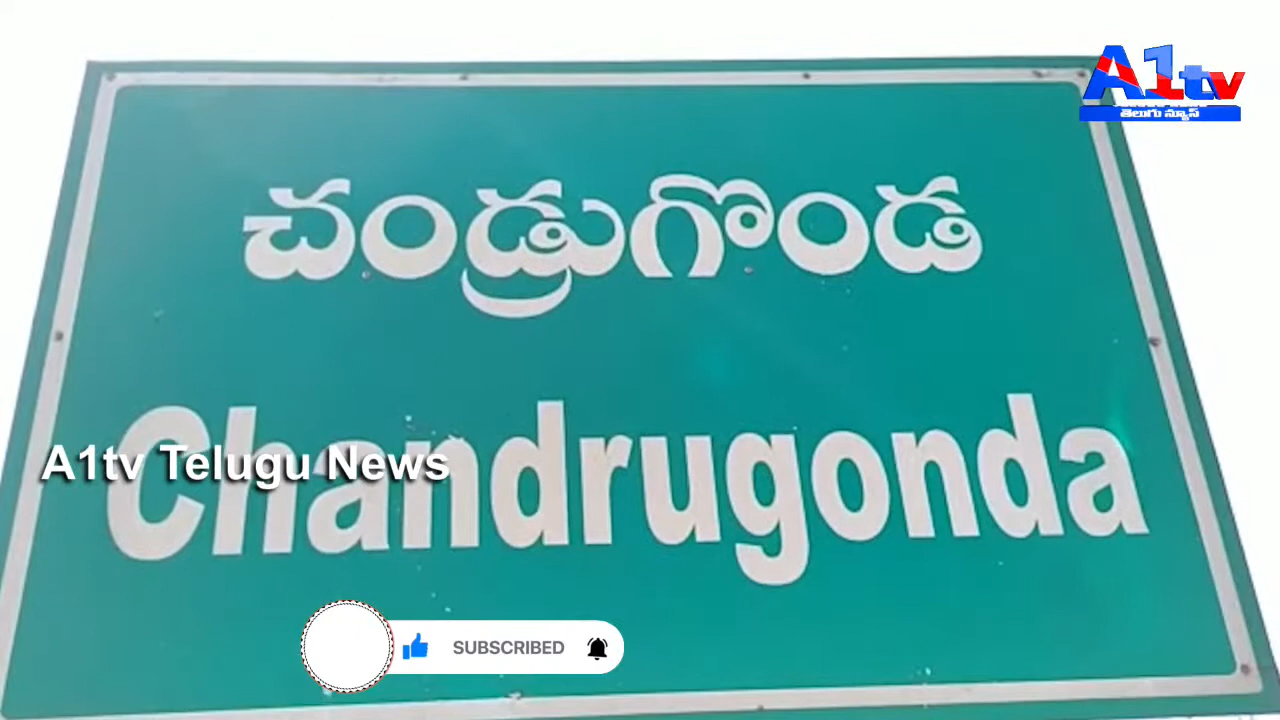 A1tv
తెలుగు న్యూస్
చండ్రుగొండ
Chandrugonda
A1tv Telugu News
SUBSCRIBED